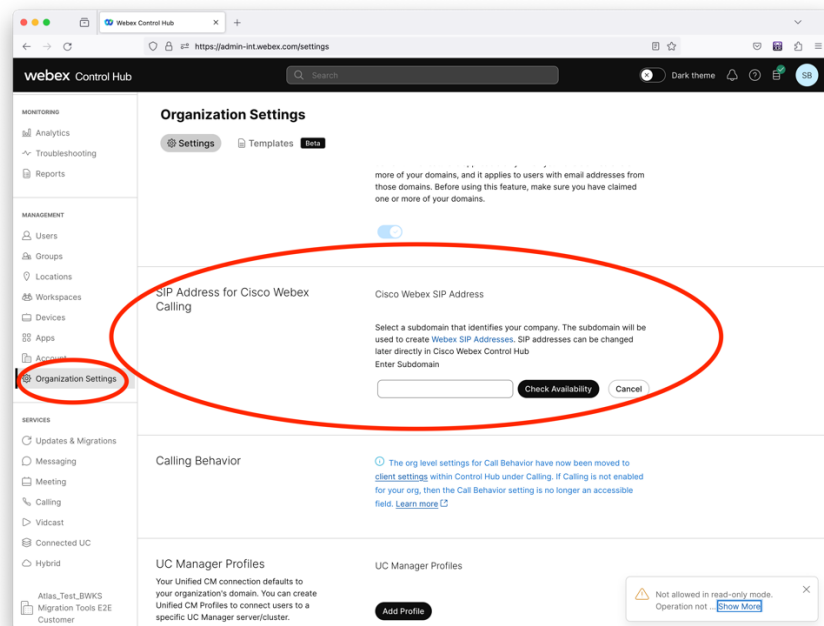 Webex Control Hub
https://admin-int.webex.com/settings
webex Control Hub
Search
Dark theme
SB
MONITORING
Analytics
Troubleshooting
Reports
MANAGEMENT
Users
Groups
Locations
Workspaces
Devices
Apps
Account
Organization Settings
SERVICES
Updates & Migrations
Messaging
Meeting
Calling
Vidcast
Connected UC
Hybrid
Atlas_Test_BWKS
Migration Tools E2E
Customer
Organization Settings
Settings
Templates
Beta
more of your domains, and it applies to users with email addresses from
those domains. Before using this feature, make sure you have claimed
one or more of your domains.
SIP Address for Cisco Webex
Calling
Cisco Webex SIP Address
Select a subdomain that identifies your company. The subdomain will be
used to create Webex SIP Addresses. SIP addresses can be changed
later directly in Cisco Webex Control Hub
Enter Subdomain
Check Availability
Cancel
Calling Behavior
The org level settings for Call Behavior have now been moved to
client settings within Control Hub under Calling. If Calling is not enabled
for your org, then the Call Behavior setting is no longer an accessible
field. Learn more
UC Manager Profiles
Your Unified CM connection defaults to
your organization's domain. You can create
Unified CM Profiles to connect users to a
specific UC Manager server/cluster.
UC Manager Profiles
Add Profile
Not allowed in read-only mode.
Operation not ... Show More